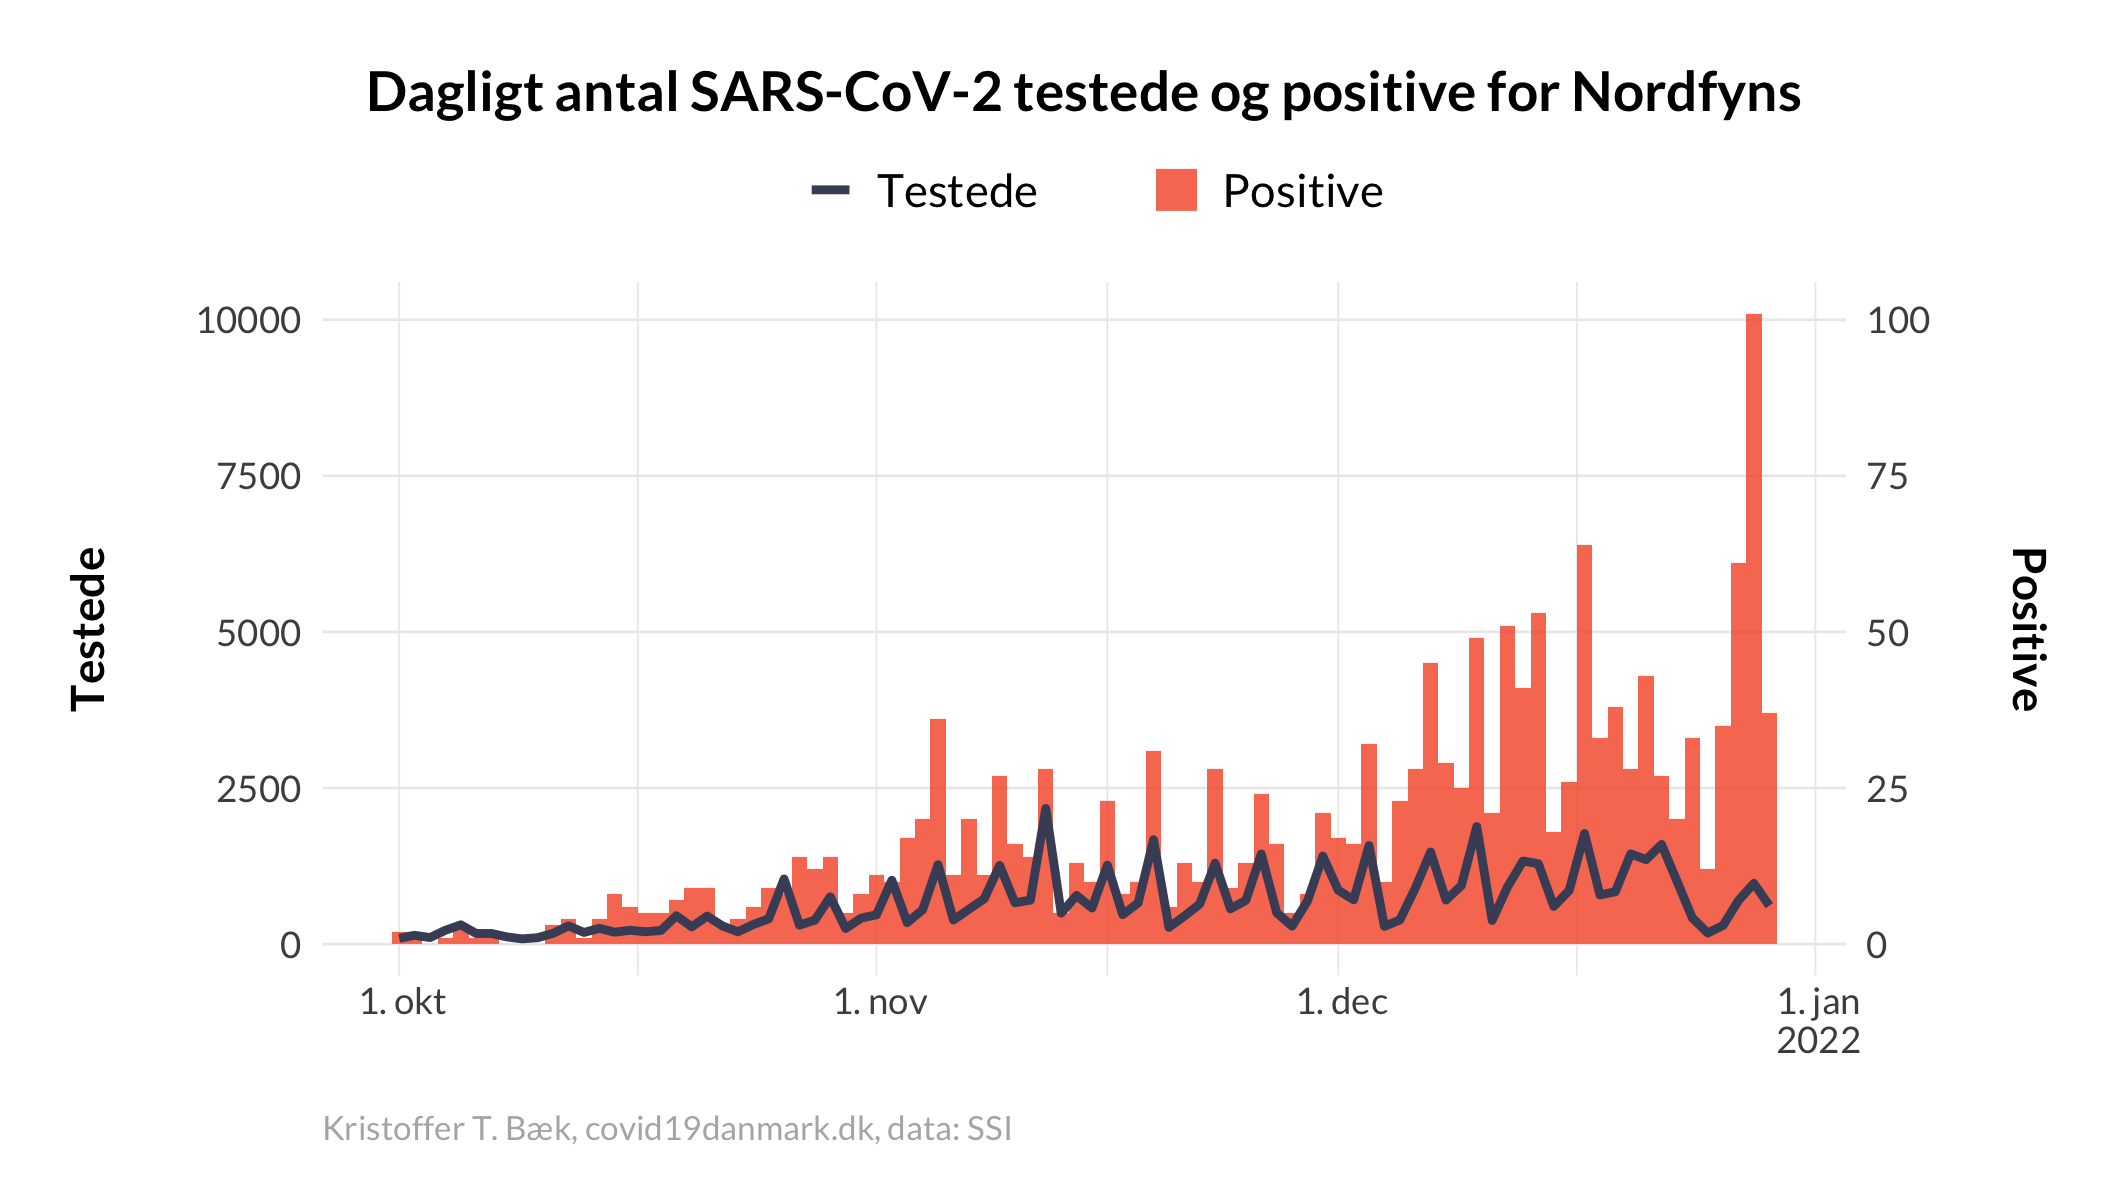 Dagligt antal SARS-CoV-2 testede og positive for Nordfyns
Testede
Positive
10000
7500
5000
2500
0
100
75
50
25
0
Testede
Positive
1. okt
1. nov
1. dec
1. jan
2022
Kristoffer T. Bæk, covid19danmark.dk, data: SSI